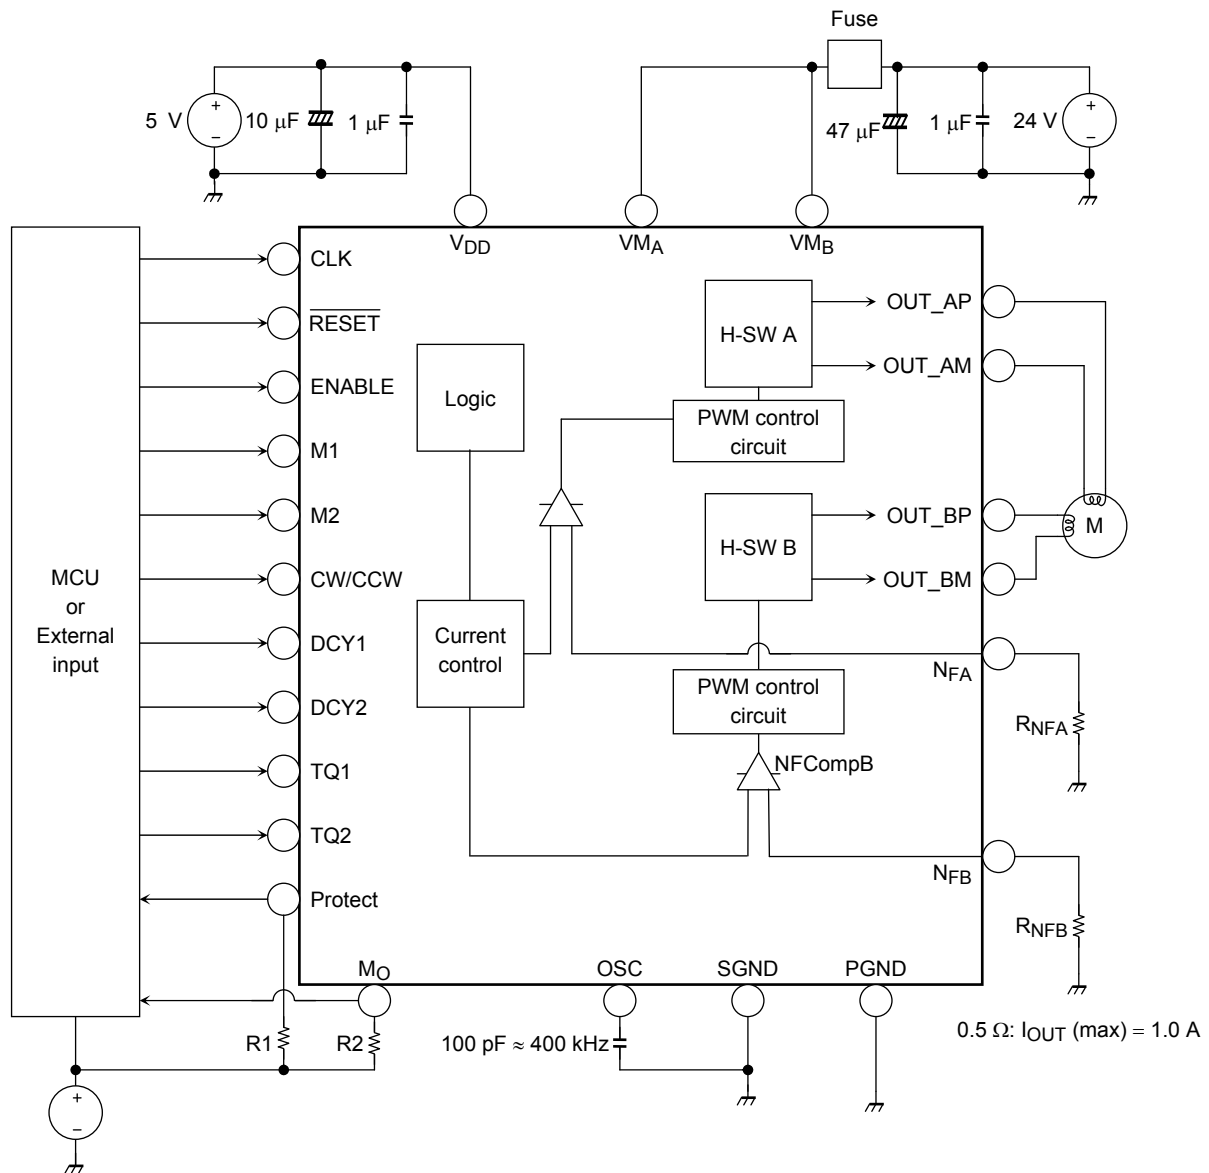 Fuse
5 V
10 μF
1 μF
47 μF
1 μF
24 V
VDD
VMA
VMB
CLK
RESET
ENABLE
M1
M2
CW/CCW
DCY1
DCY2
TQ1
TQ2
Protect
MCU
or
External
input
Logic
Current
control
H-SW A
PWM control
circuit
H-SW B
PWM control
circuit
NFCompB
OUT_AP
OUT_AM
OUT_BP
OUT_BM
M
NFA
RNFA
NFB
RNFB
MO
OSC
SGND
PGND
R1
R2
100 pF ≈ 400 kHz
0.5 Ω: IOUT (max) = 1.0 A
+
−
+
−
+
−